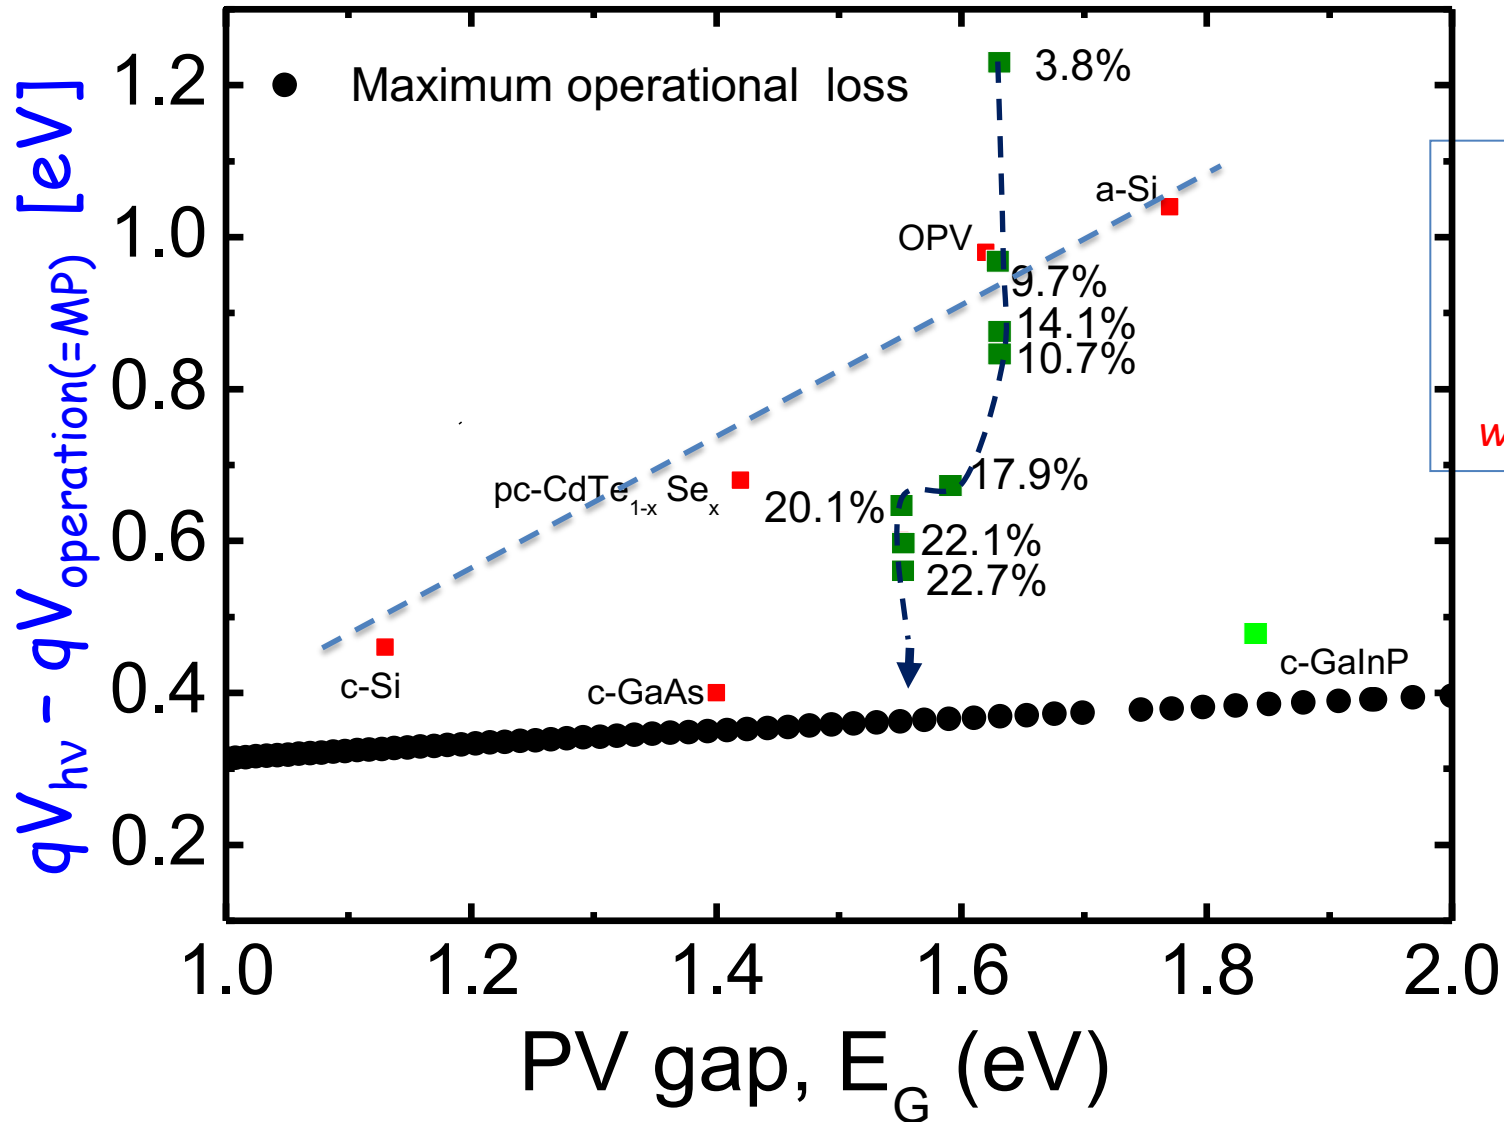 qV_hν – qV_operation(=MP) [eV]
1.2
1.0
0.8
0.6
0.4
0.2
● Maximum operational loss
3.8%
a-Si
OPV
9.7%
14.1%
10.7%
17.9%
pc-CdTe_1-x Se_x
20.1%
22.1%
22.7%
c-GaInP
c-Si
c-GaAs
w
1.0 1.2 1.4 1.6 1.8 2.0
PV gap, E_G (eV)